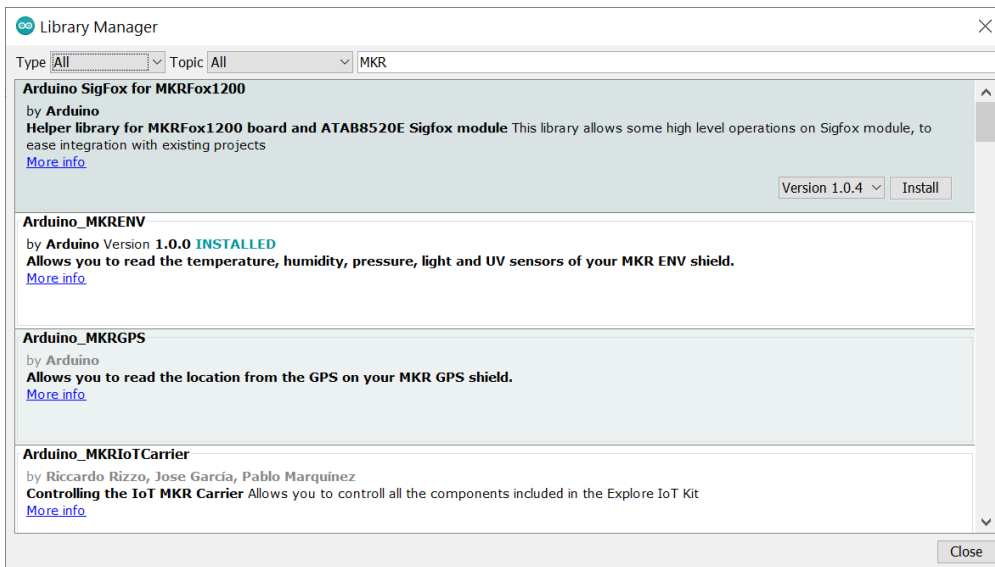 Library Manager
Type All Topic All MKR
Arduino SigFox for MKRFox1200
by Arduino
Helper library for MKRFox1200 board and ATAB8520E Sigfox module This library allows some high level operations on Sigfox module, to
ease integration with existing projects
More info
Version 1.0.4 Install
Arduino_MKRENV
by Arduino Version 1.0.0 INSTALLED
Allows you to read the temperature, humidity, pressure, light and UV sensors of your MKR ENV shield.
More info
Arduino_MKRGPS
by Arduino
Allows you to read the location from the GPS on your MKR GPS shield.
More info
Arduino_MKRIoTCarrier
by Riccardo Rizzo, Jose García, Pablo Marquínez
Controlling the IoT MKR Carrier Allows you to controll all the components included in the Explore IoT Kit
More info
Close